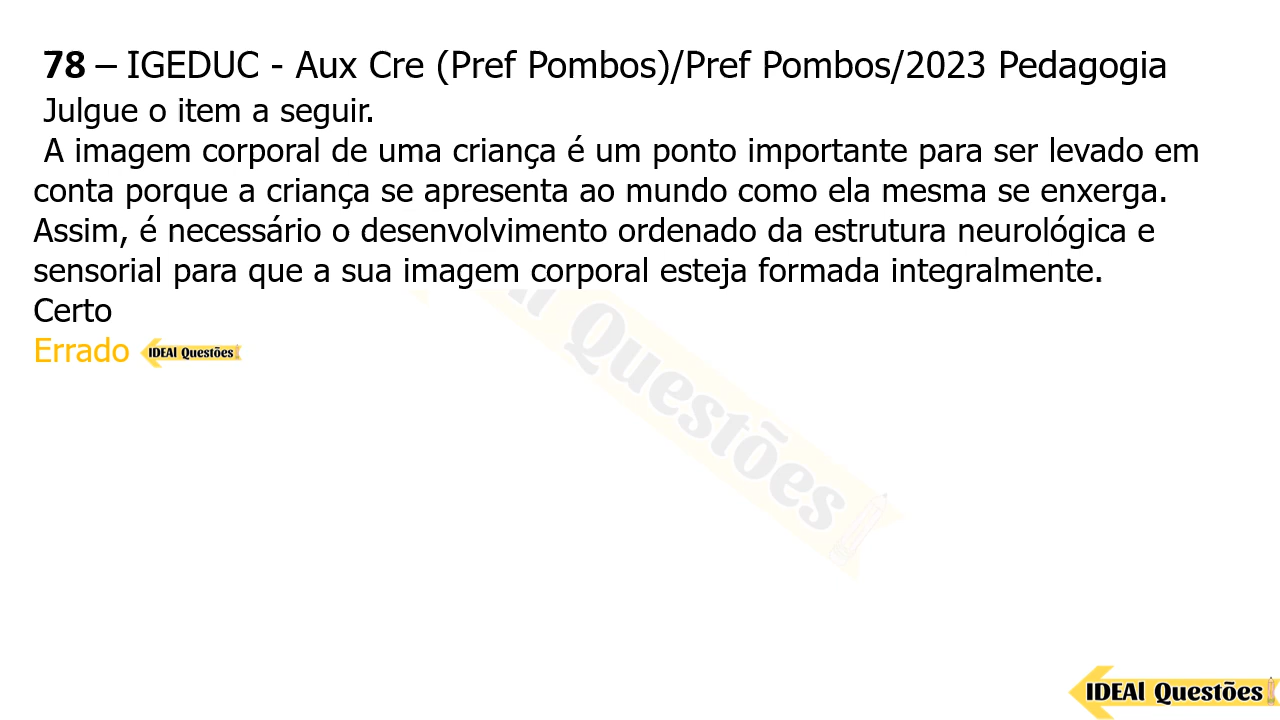 78 – IGEDUC - Aux Cre (Pref Pombos)/Pref Pombos/2023 Pedagogia
Julgue o item a seguir.
A imagem corporal de uma criança é um ponto importante para ser levado em
conta porque a criança se apresenta ao mundo como ela mesma se enxerga.
Assim, é necessário o desenvolvimento ordenado da estrutura neurológica e
sensorial para que a sua imagem corporal esteja formada integralmente.
Certo
Errado IDEAl Questões
Questões
IDEAl Questões